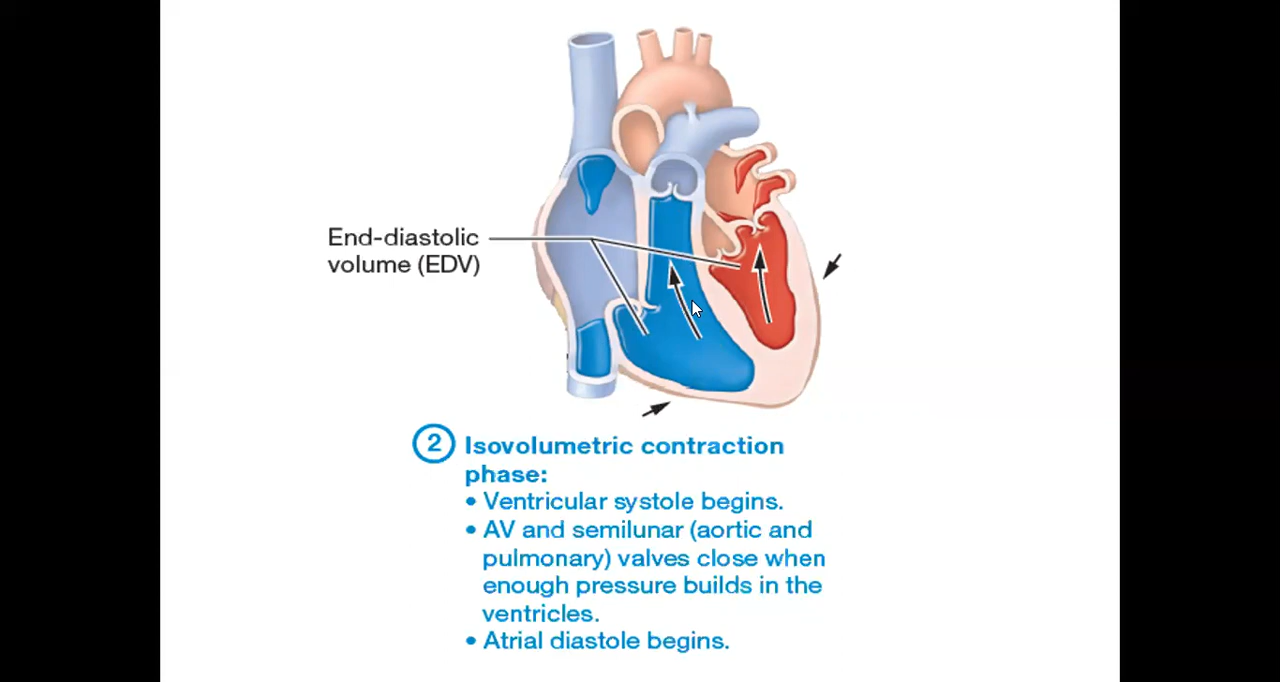 End-diastolic
volume (EDV)
2 Isovolumetric contraction
phase:
• Ventricular systole begins.
• AV and semilunar (aortic and
pulmonary) valves close when
enough pressure builds in the
ventricles.
• Atrial diastole begins.